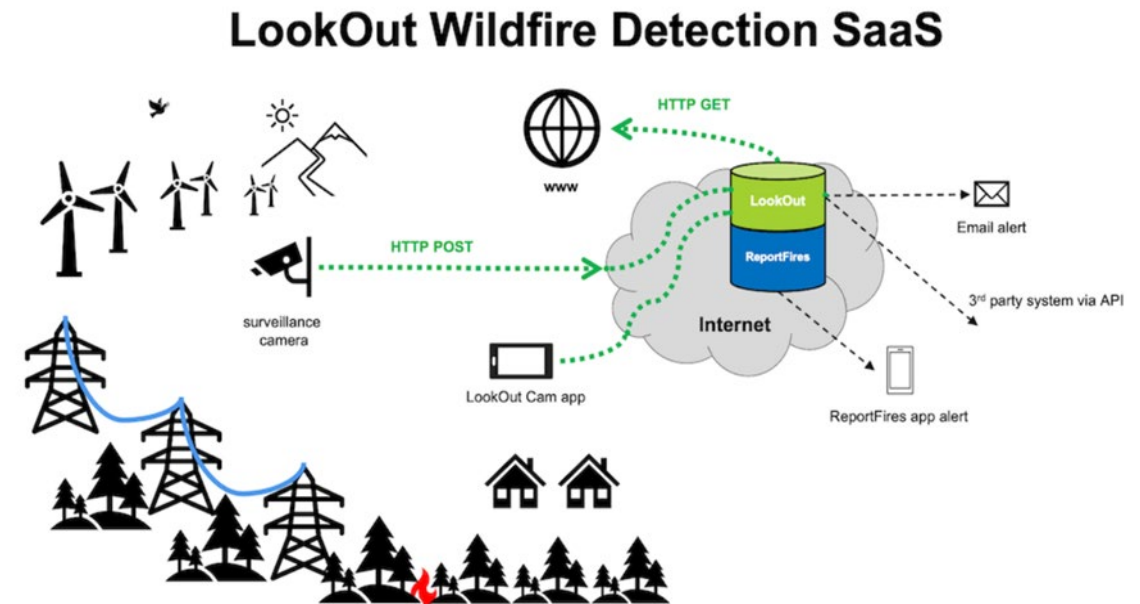 LookOut Wildfire Detection SaaS
HTTP GET
www
LookOut
Email alert
HTTP POST
ReportFires
3rd party system via API
surveillance
camera
Internet
LookOut Cam app
ReportFires app alert